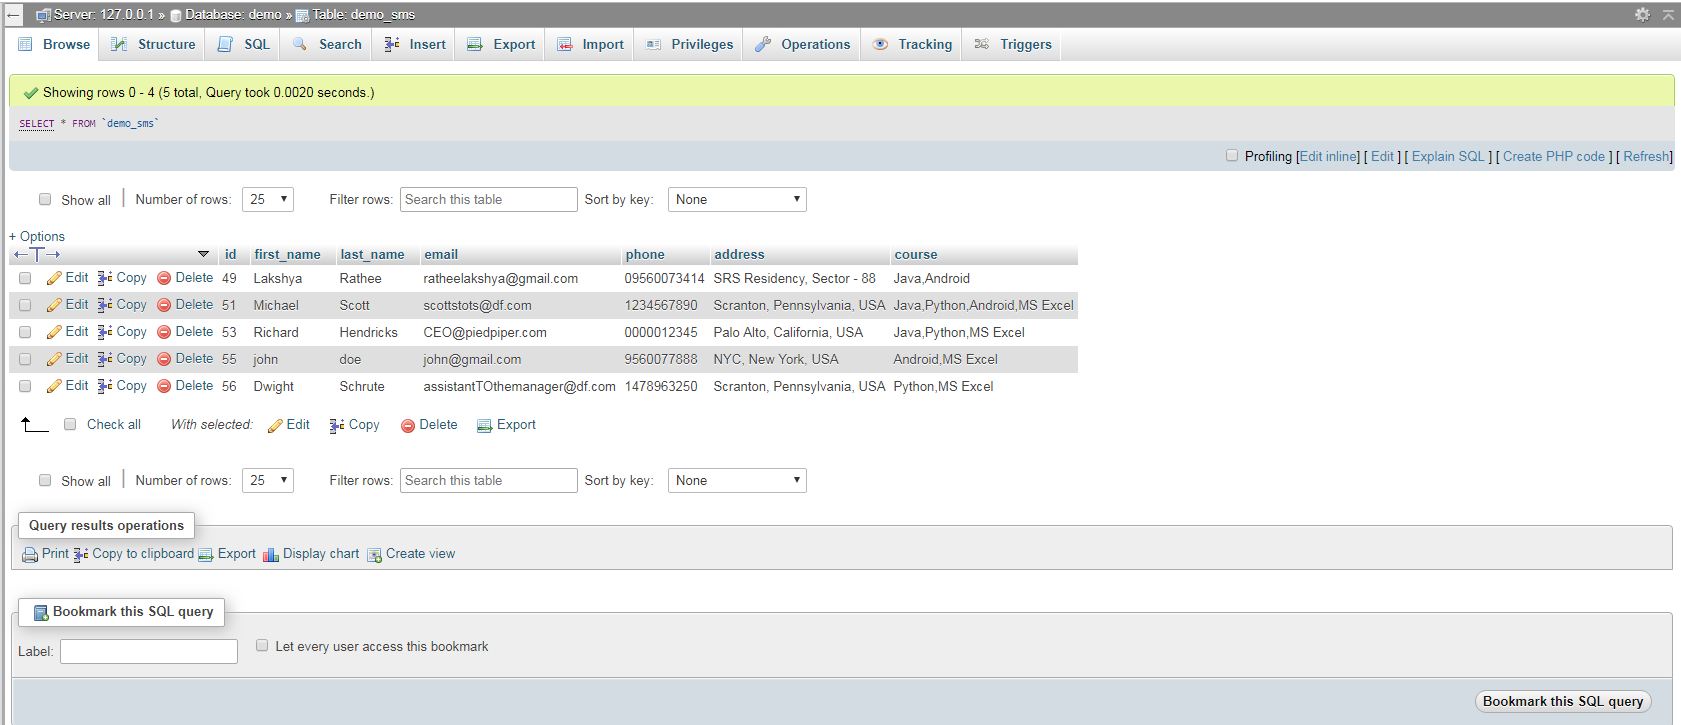 Server: 127.0.0.1 » Database: demo » Table: demo_sms
Browse Structure SQL Search Insert Export Import Privileges Operations Tracking Triggers
Showing rows 0 - 4 (5 total, Query took 0.0020 seconds.)
SELECT * FROM `demo_sms`
Profiling [Edit inline] [ Edit ] [ Explain SQL ] [ Create PHP code ] [ Refresh]
Show all | Number of rows: 25 Filter rows: Search this table Sort by key: None
+ Options
←T→ id first_name last_name email phone address course
Edit Copy Delete 49 Lakshya Rathee ratheelakshya@gmail.com 09560073414 SRS Residency, Sector - 88 Java,Android
Edit Copy Delete 51 Michael Scott scottstots@df.com 1234567890 Scranton, Pennsylvania, USA Java,Python,Android,MS Excel
Edit Copy Delete 53 Richard Hendricks CEO@piedpiper.com 0000012345 Palo Alto, California, USA Java,Python,MS Excel
Edit Copy Delete 55 john doe john@gmail.com 9560077888 NYC, New York, USA Android,MS Excel
Edit Copy Delete 56 Dwight Schrute assistantTOthemanager@df.com 1478963250 Scranton, Pennsylvania, USA Python,MS Excel
Check all With selected: Edit Copy Delete Export
Show all | Number of rows: 25 Filter rows: Search this table Sort by key: None
Query results operations
Print Copy to clipboard Export Display chart Create view
Bookmark this SQL query
Label: Let every user access this bookmark
Bookmark this SQL query